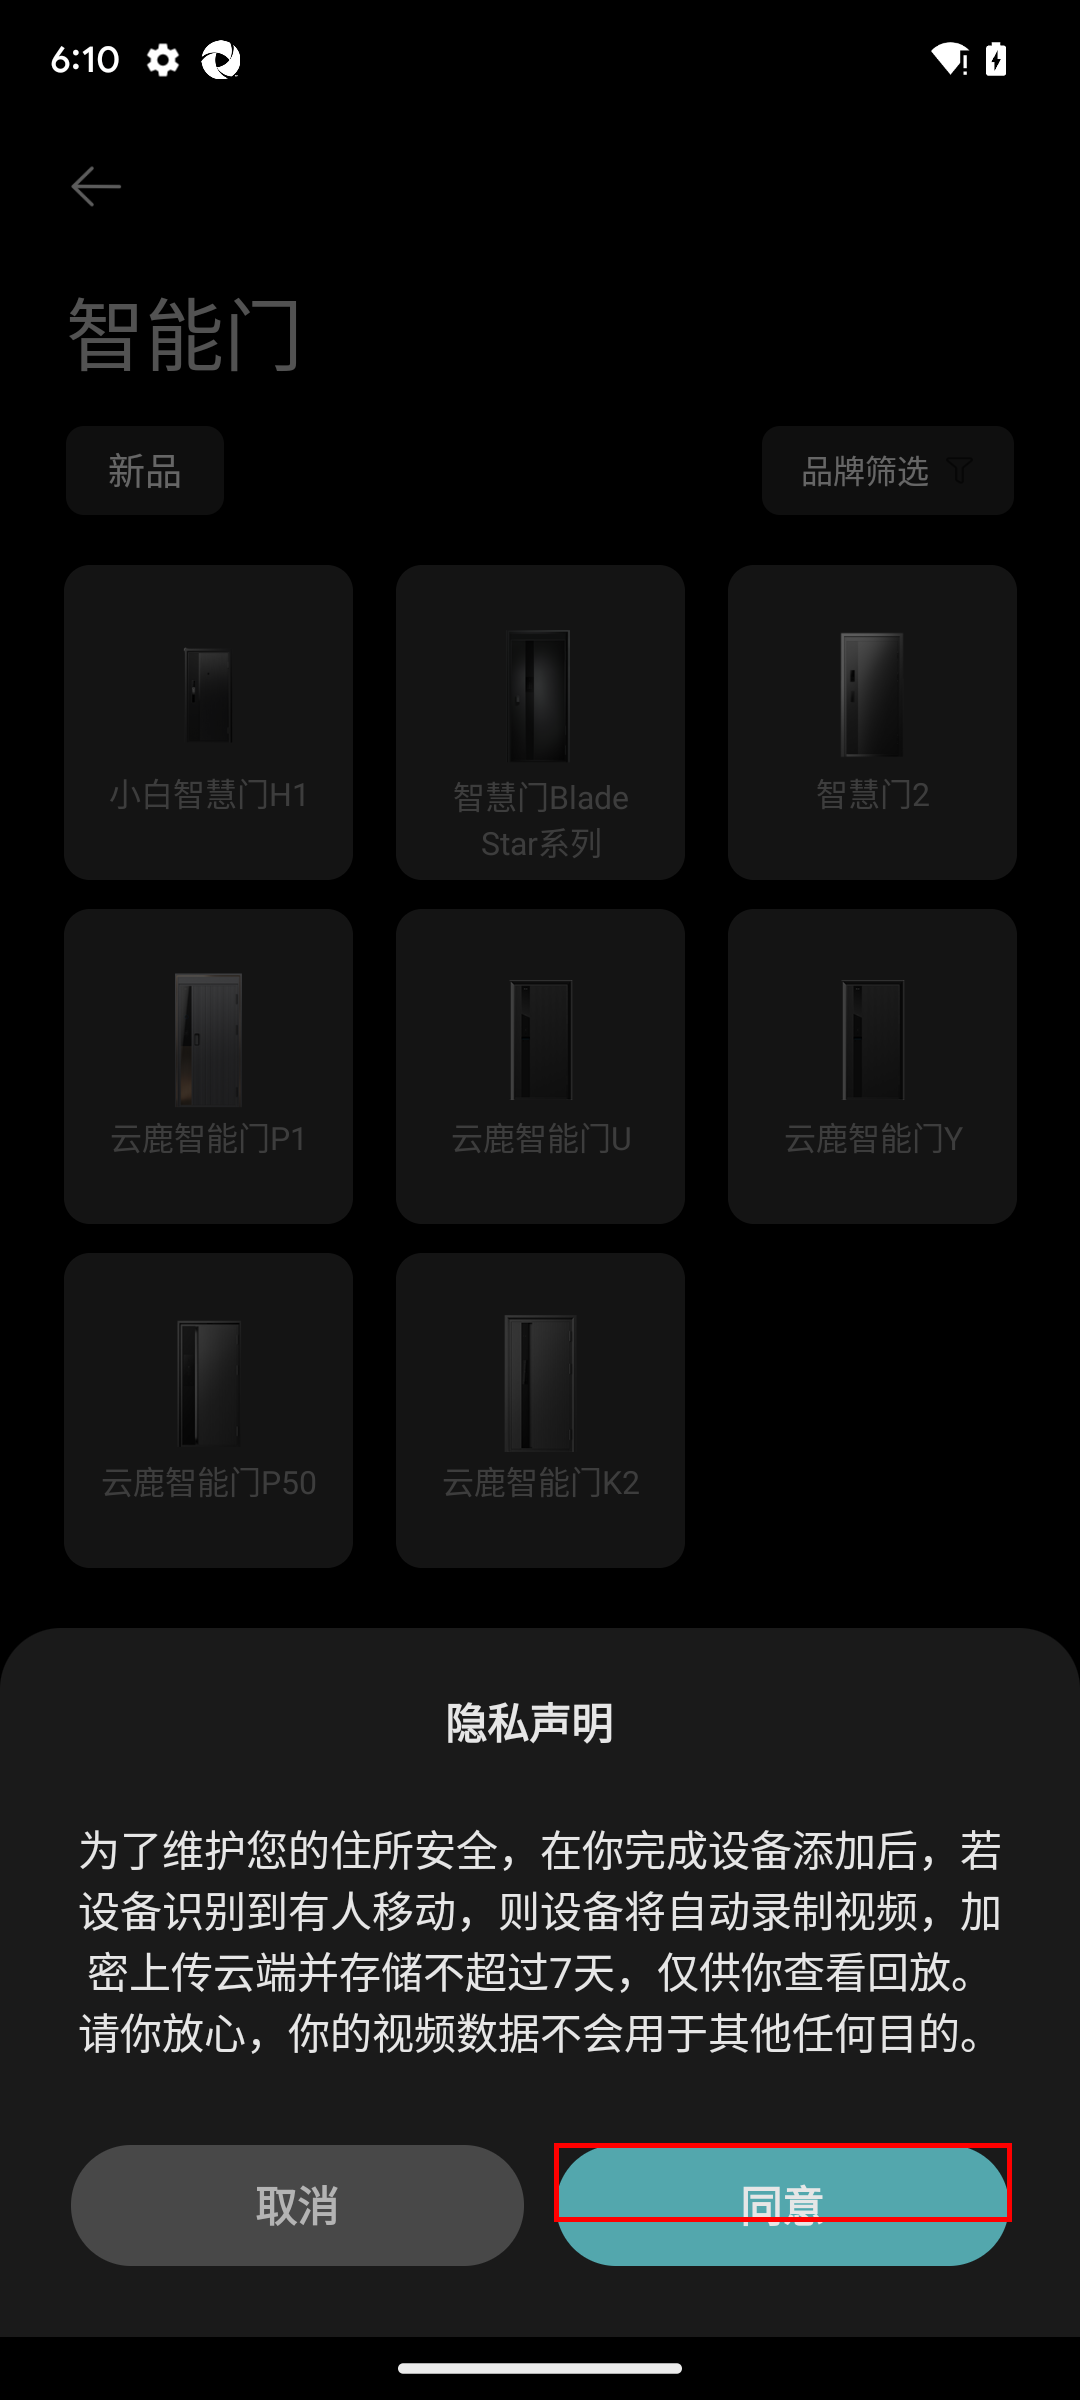 6:10
智能门
新品
品牌筛选
小白智慧门H1
智慧门Blade
Star系列
智慧门2
云鹿智能门P1
云鹿智能门U
云鹿智能门Y
云鹿智能门P50
云鹿智能门K2
隐私声明
为了维护您的住所安全，在你完成设备添加后，若
设备识别到有人移动，则设备将自动录制视频，加
密上传云端并存储不超过7天，仅供你查看回放。
请你放心，你的视频数据不会用于其他任何目的。
取消
同意